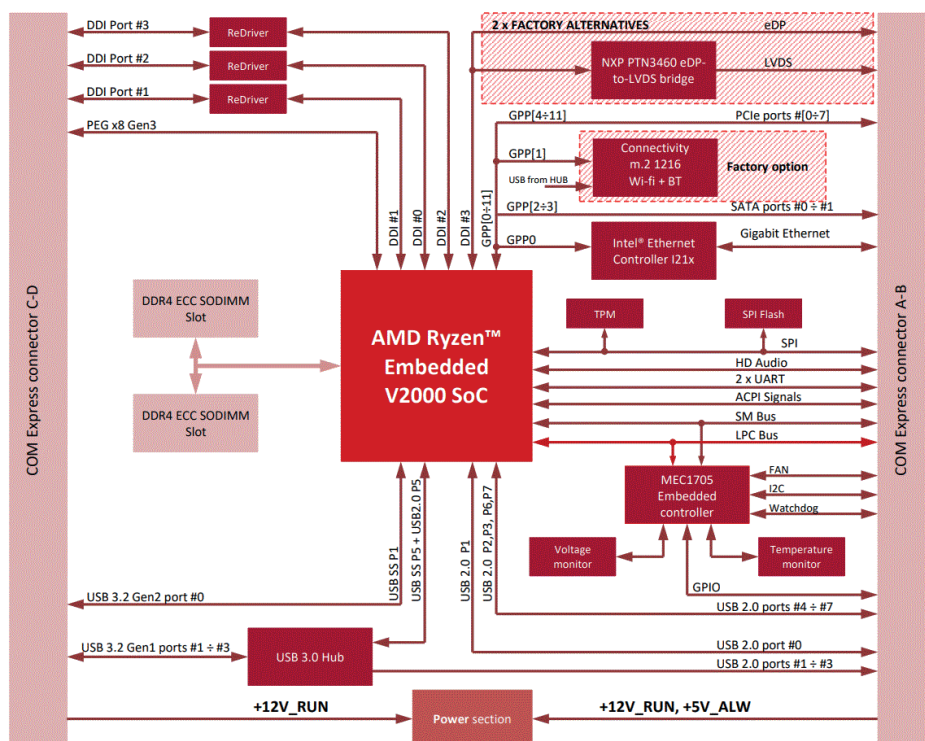 DDI Port #3
ReDriver
DDI Port #2
ReDriver
DDI Port #1
ReDriver
PEG x8 Gen3
2 x FACTORY ALTERNATIVES
eDP
NXP PTN3460 eDP-
to-LVDS bridge
LVDS
GPP[4÷11]
PCIe ports #[0÷7]
GPP[1]
Connectivity
m.2 1216
Wi-fi + BT
Factory option
USB from HUB
GPP[2÷3]
SATA ports #0 ÷ #1
GPP0
Intel® Ethernet
Controller I21x
Gigabit Ethernet
DDI #1
DDI #0
DDI #2
DDI #3
GPP[0÷11]
COM Express connector C-D
COM Express connector A-B
DDR4 ECC SODIMM
Slot
DDR4 ECC SODIMM
Slot
AMD Ryzen™
Embedded
V2000 SoC
TPM
SPI Flash
SPI
HD Audio
2 x UART
ACPI Signals
SM Bus
LPC Bus
MEC1705
Embedded
controller
FAN
I2C
Watchdog
Voltage
monitor
Temperature
monitor
GPIO
USB SS P1
USB SS P5 + USB2.0 P5
USB 2.0 P1
USB 2.0 P2,P3, P6,P7
USB 3.2 Gen2 port #0
USB 2.0 ports #4 ÷ #7
USB 3.2 Gen1 ports #1 ÷ #3
USB 3.0 Hub
USB 2.0 port #0
USB 2.0 ports #1 ÷ #3
+12V_RUN
Power section
+12V_RUN, +5V_ALW